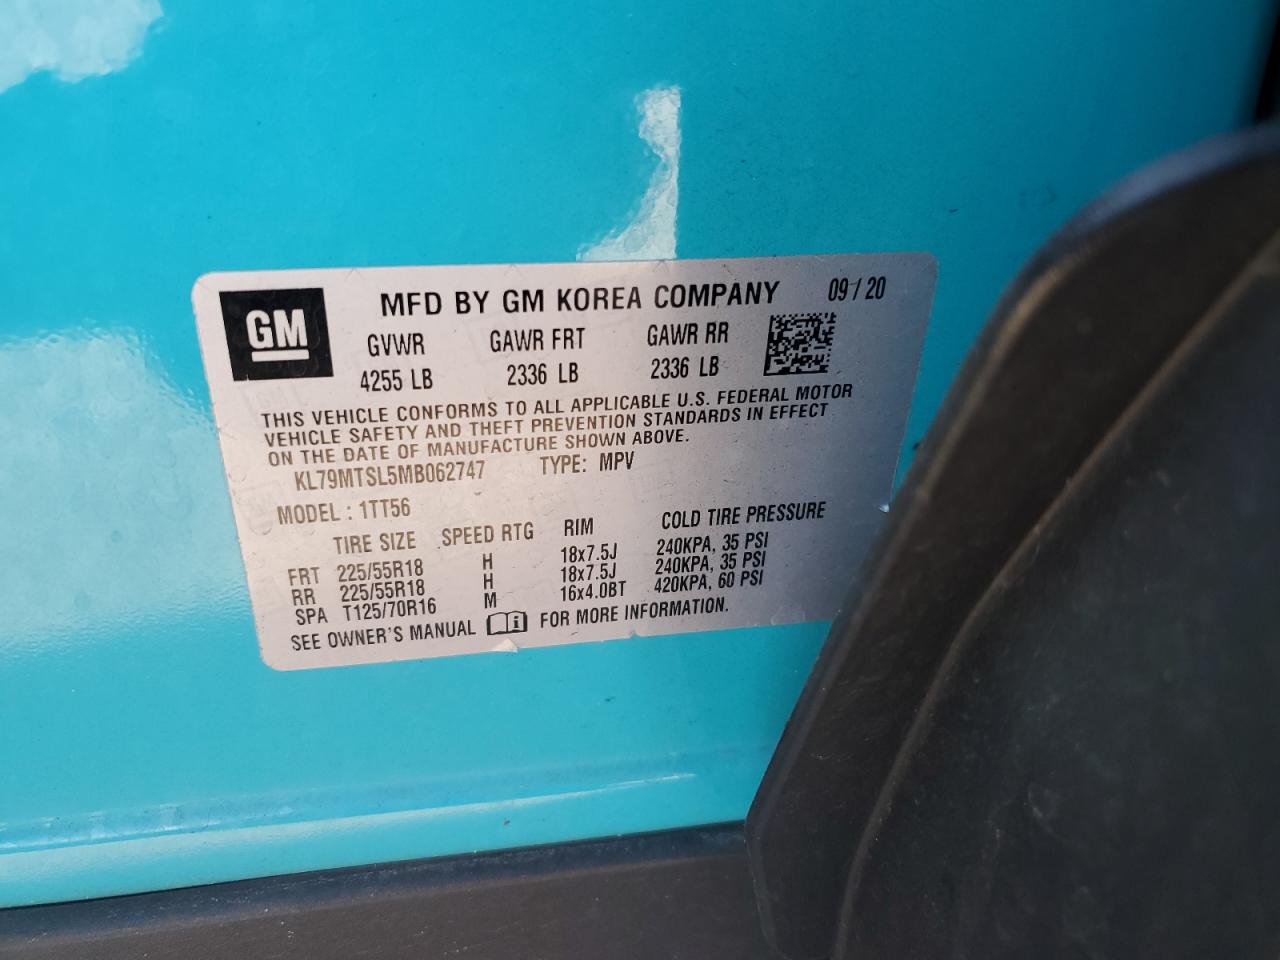 GM
MFD BY GM KOREA COMPANY 09/20
GVWR GAWR FRT GAWR RR
4255 LB 2336 LB 2336 LB
THIS VEHICLE CONFORMS TO ALL APPLICABLE U.S. FEDERAL MOTOR
VEHICLE SAFETY AND THEFT PREVENTION STANDARDS IN EFFECT
ON THE DATE OF MANUFACTURE SHOWN ABOVE.
KL79MTSL5MB062747 TYPE: MPV
MODEL : 1TT56
TIRE SIZE SPEED RTG RIM COLD TIRE PRESSURE
FRT 225/55R18 H 18x7.5J 240KPA, 35 PSI
RR 225/55R18 H 18x7.5J 240KPA, 35 PSI
SPA T125/70R16 M 16x4.0BT 420KPA, 60 PSI
SEE OWNER'S MANUAL FOR MORE INFORMATION.